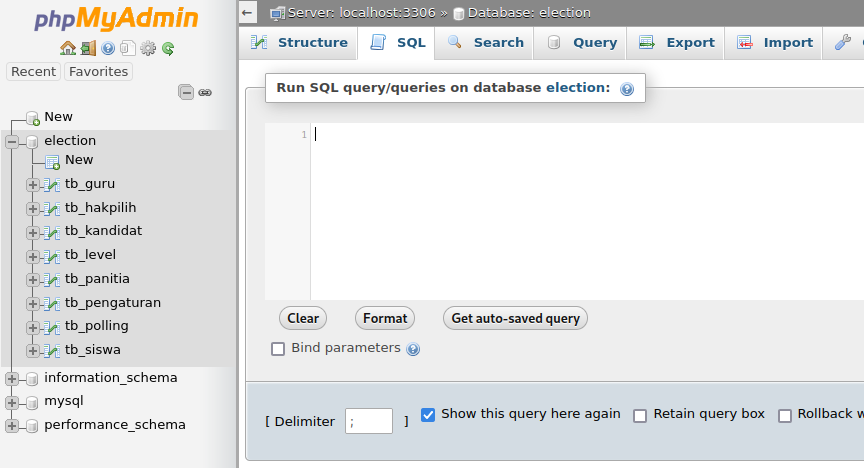 phpMyAdmin
Recent Favorites
New
election
New
tb_guru
tb_hakpilih
tb_kandidat
tb_level
tb_panitia
tb_pengaturan
tb_polling
tb_siswa
information_schema
mysql
performance_schema
Server: localhost:3306 » Database: election
Structure SQL Search Query Export Import
Run SQL query/queries on database election:
1
Clear Format Get auto-saved query
Bind parameters
[ Delimiter ; ] Show this query here again Retain query box Rollback w